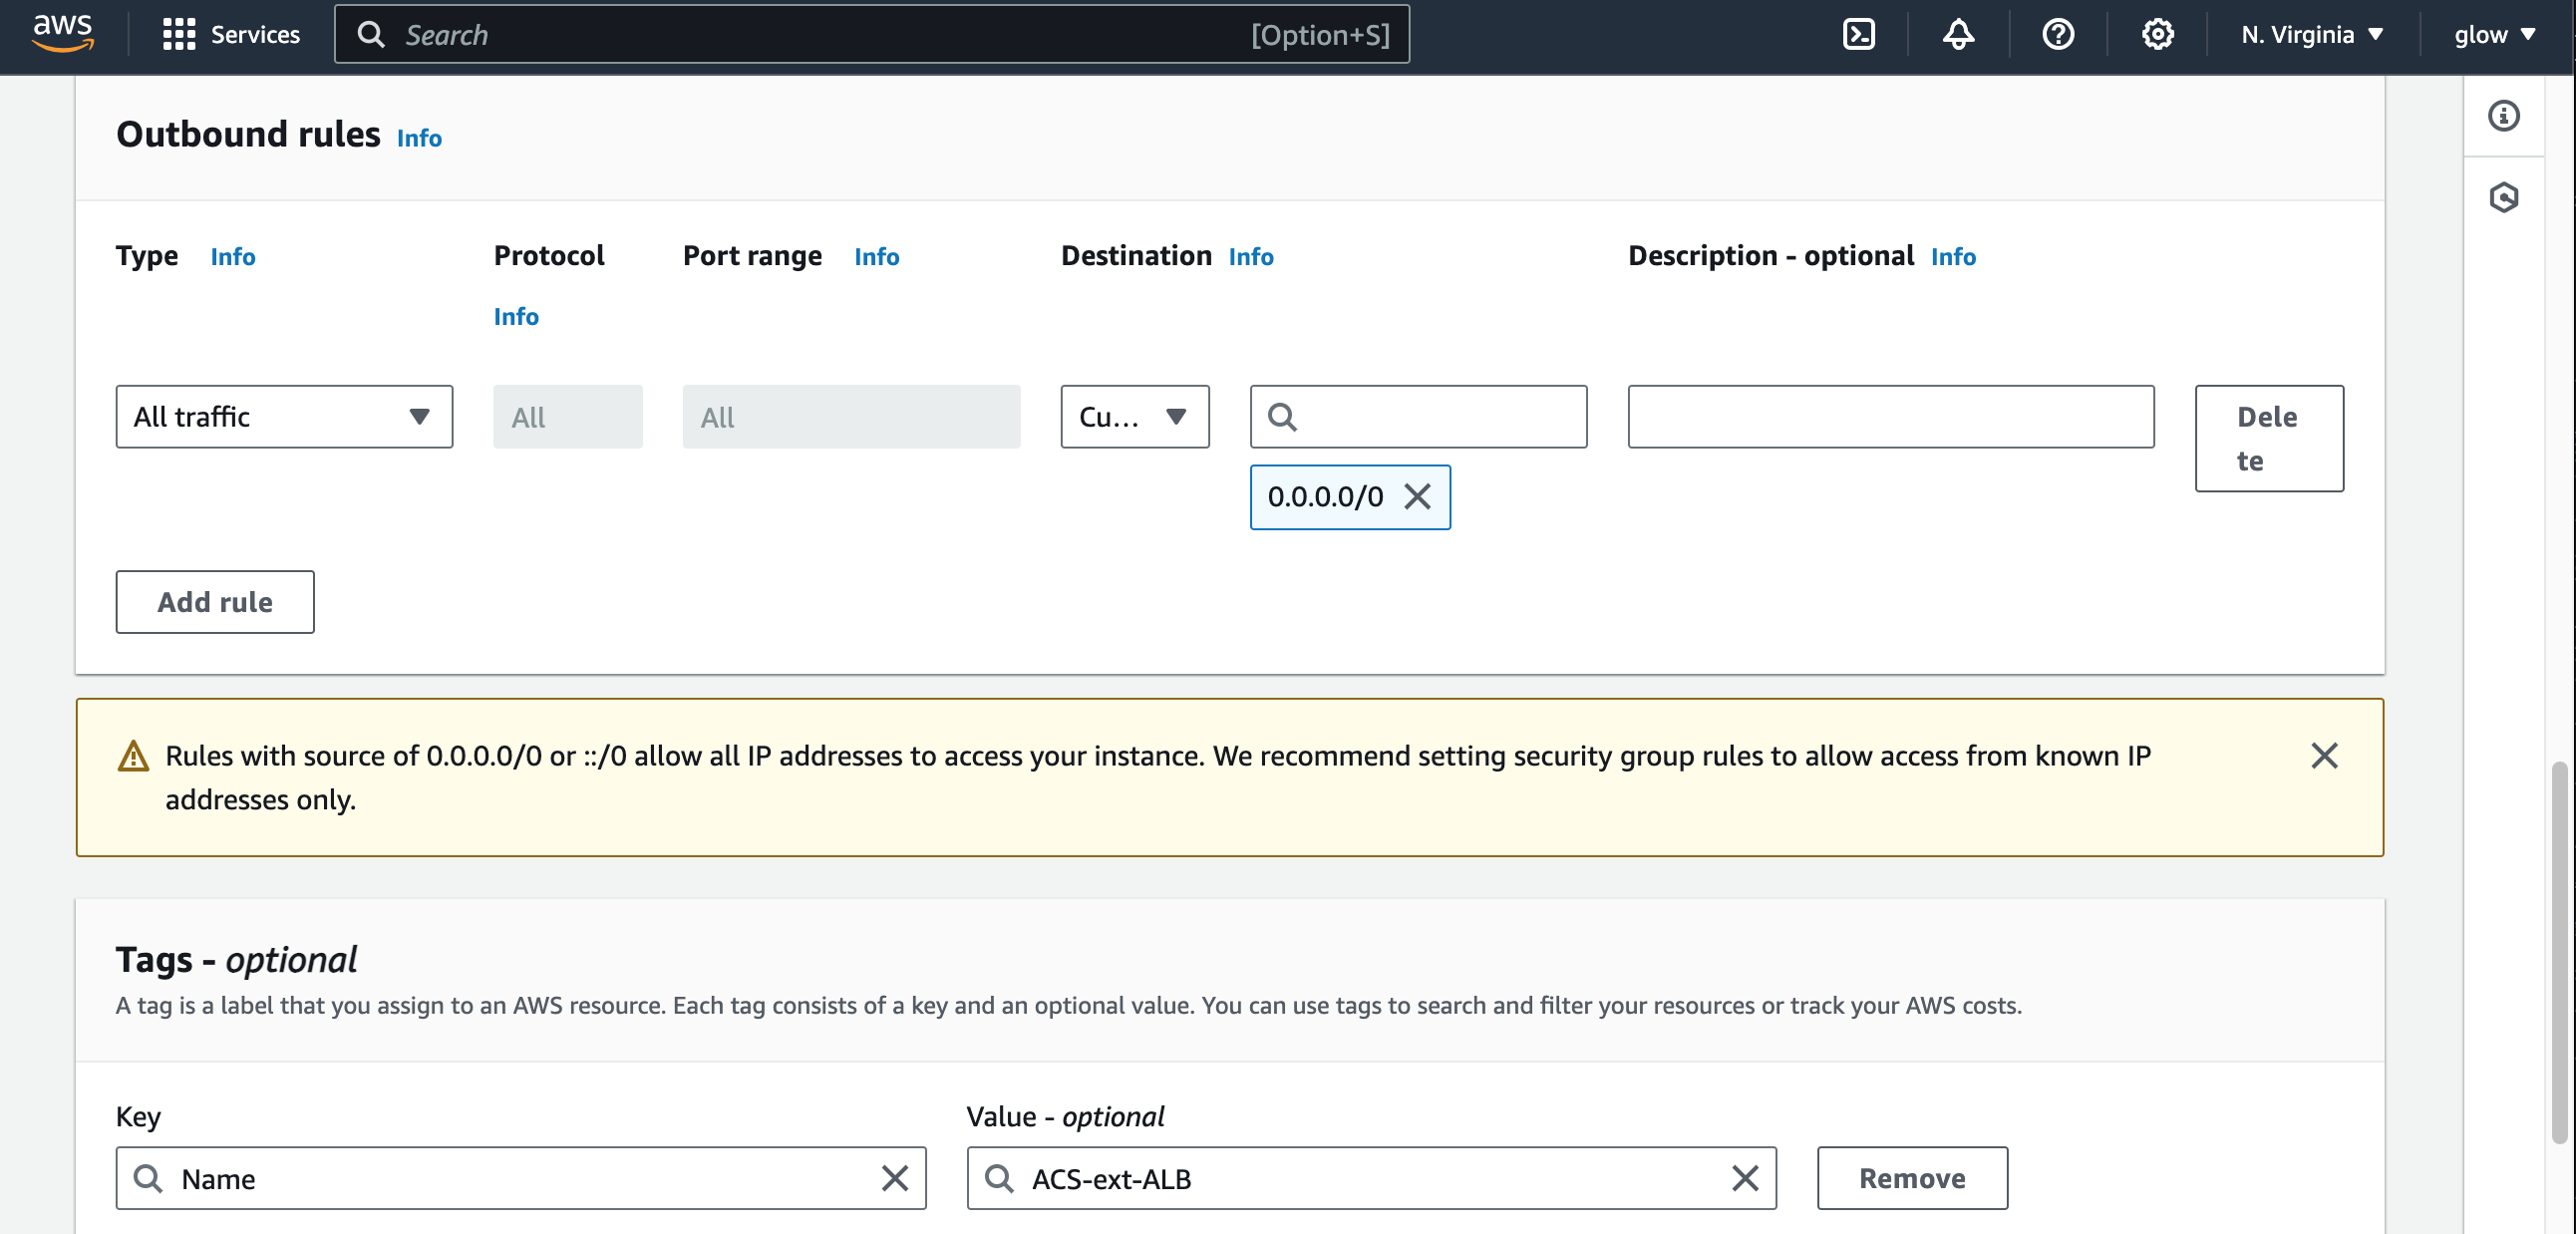 aws
Services
Search
[Option+S]
N. Virginia
glow
Outbound rules Info
Type Info
Protocol
Info
Port range Info
Destination Info
Description - optional Info
All traffic
All
All
Cu...
0.0.0.0/0
Dele
te
Add rule
Rules with source of 0.0.0.0/0 or ::/0 allow all IP addresses to access your instance. We recommend setting security group rules to allow access from known IP
addresses only.
Tags - optional
A tag is a label that you assign to an AWS resource. Each tag consists of a key and an optional value. You can use tags to search and filter your resources or track your AWS costs.
Key
Value - optional
Name
ACS-ext-ALB
Remove